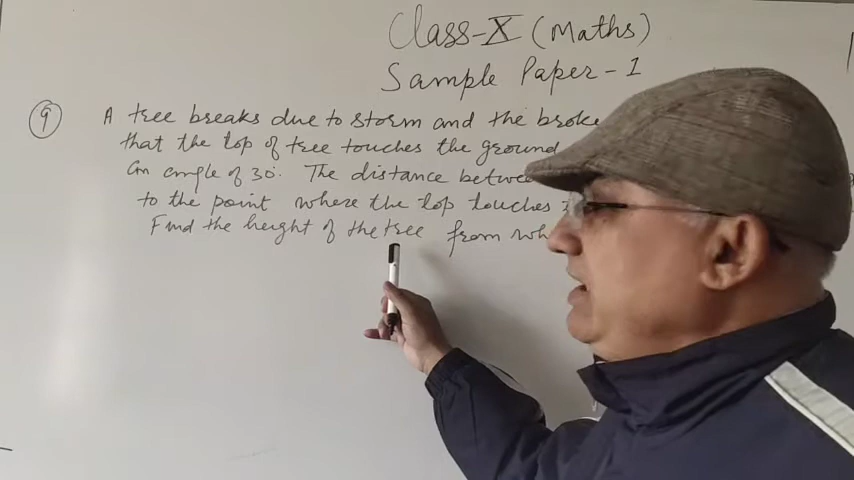 Class-X (Maths)
Sample Paper-1
9 A tree breaks due to storm and the broke
that the top of tree touches the ground
an angle of 30°. The distance betwe
to the point where the top touches
Find the height of the tree from wh